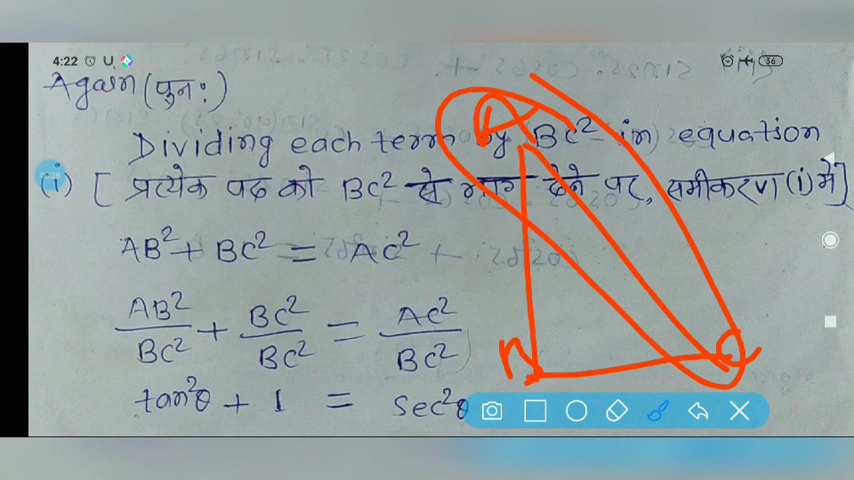 4:22 U 36
Again (पुनः)
Dividing each term by BC² in equation
(i) [ प्रत्येक पद को BC² से भाग देने पर, समीकरण (i) में ]
AB² + BC² = AC²
AB²/BC² + BC²/BC² = AC²/BC²
tan²θ + 1 = sec²θ